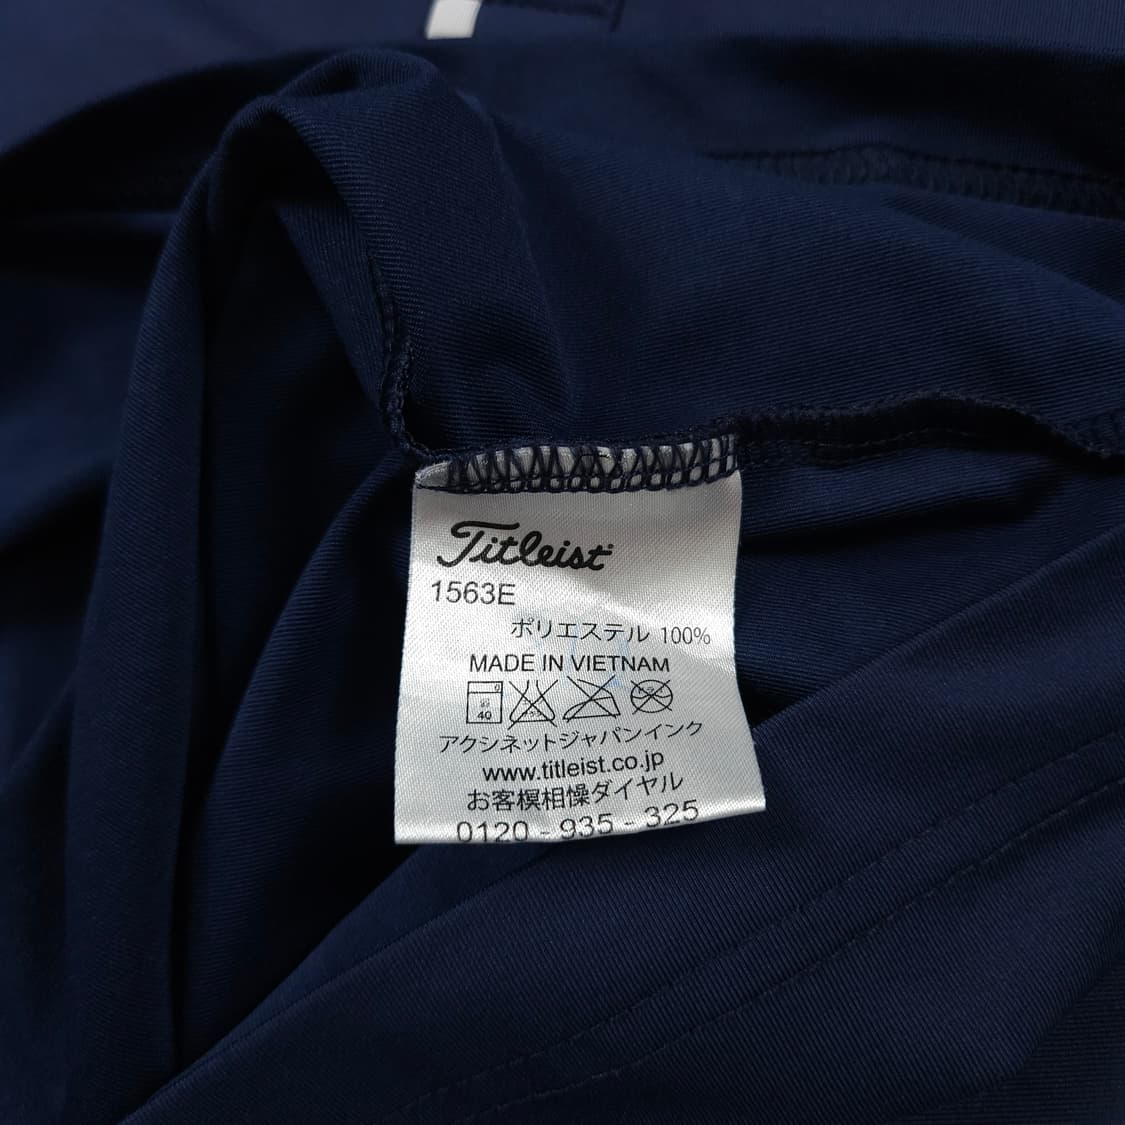 Titleist
1563E
ポリエステル 100%
MADE IN VIETNAM
40
アクシネットジャパンインク
www.titleist.co.jp
お客模相懆ダイヤル
0120 - 935 - 325